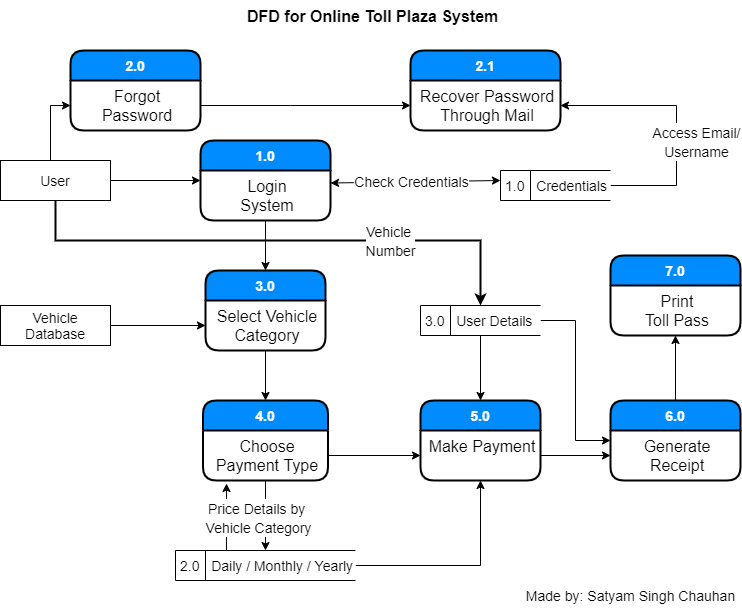 DFD for Online Toll Plaza System
2.0
Forgot
Password
2.1
Recover Password
Through Mail
Access Email/
Username
1.0
Login
System
User
Check Credentials
1.0 Credentials
Vehicle
Number
3.0
Select Vehicle
Category
Vehicle
Database
3.0 User Details
7.0
Print
Toll Pass
4.0
Choose
Payment Type
5.0
Make Payment
6.0
Generate
Receipt
Price Details by
Vehicle Category
2.0 Daily / Monthly / Yearly
Made by: Satyam Singh Chauhan